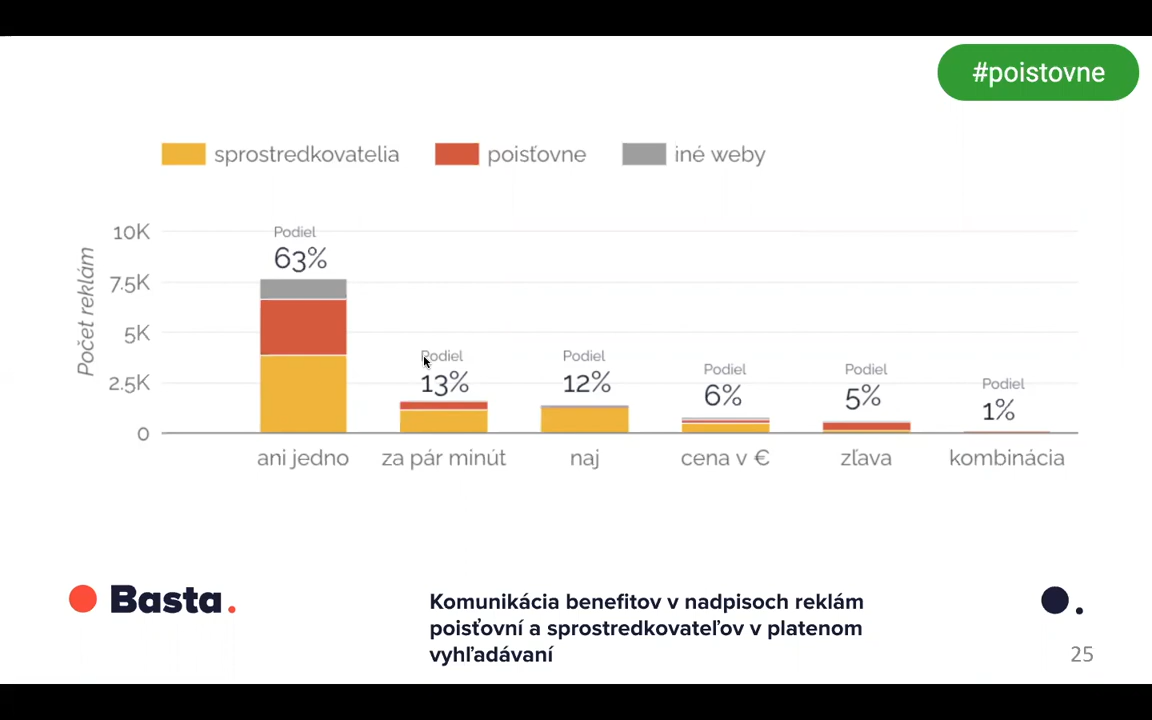 #poistovne
sprostredkovatelia poisťovne iné weby
Počet reklám
10K
7.5K
5K
2.5K
0
Podiel
63%
Podiel
13%
Podiel
12%
Podiel
6%
Podiel
5%
Podiel
1%
ani jedno za pár minút naj cena v € zľava kombinácia
Basta.
Komunikácia benefitov v nadpisoch reklám
poisťovní a sprostredkovateľov v platenom
vyhľadávaní
25